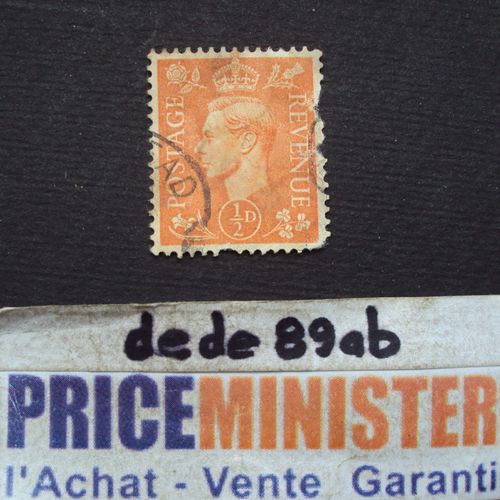 POSTAGE
REVENUE
½D
dede 89ab
PRICEMINISTER
l'Achat - Vente Garanti